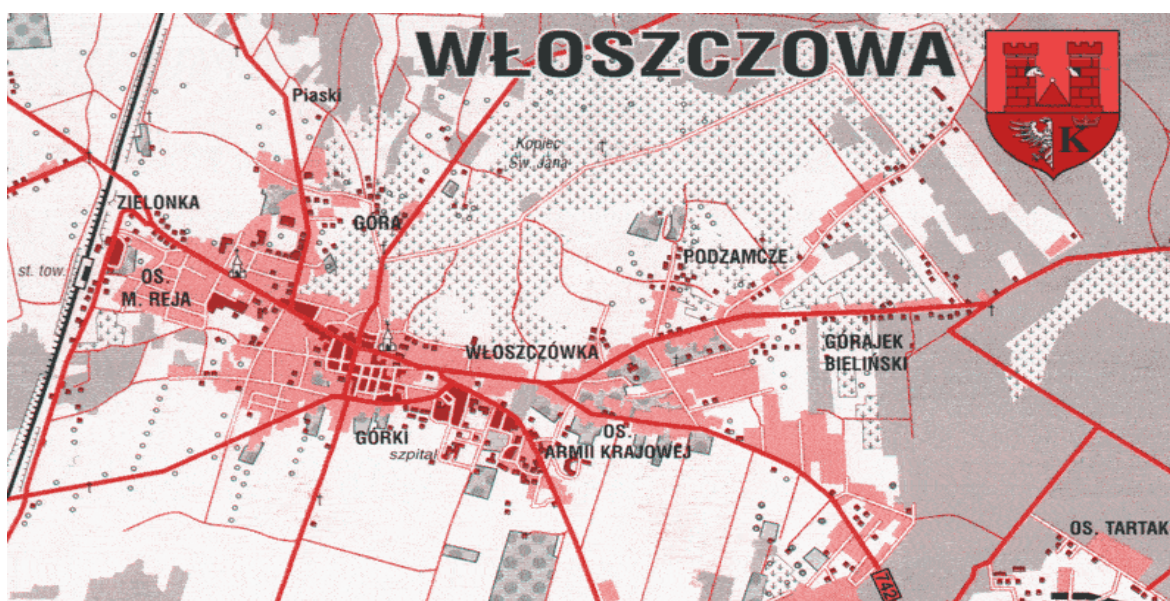 WŁOSZCZOWA
K
Piaski
Kopiec
Św. Jana
ZIELONKA
GÓRA
st. tow.
OS.
M. REJA
PODZAMCZE
WŁOSZCZÓWKA
GÓRAJEK
BIELIŃSKI
GÓRKI
szpital
OS.
ARMII KRAJOWEJ
OS. TARTAK
742